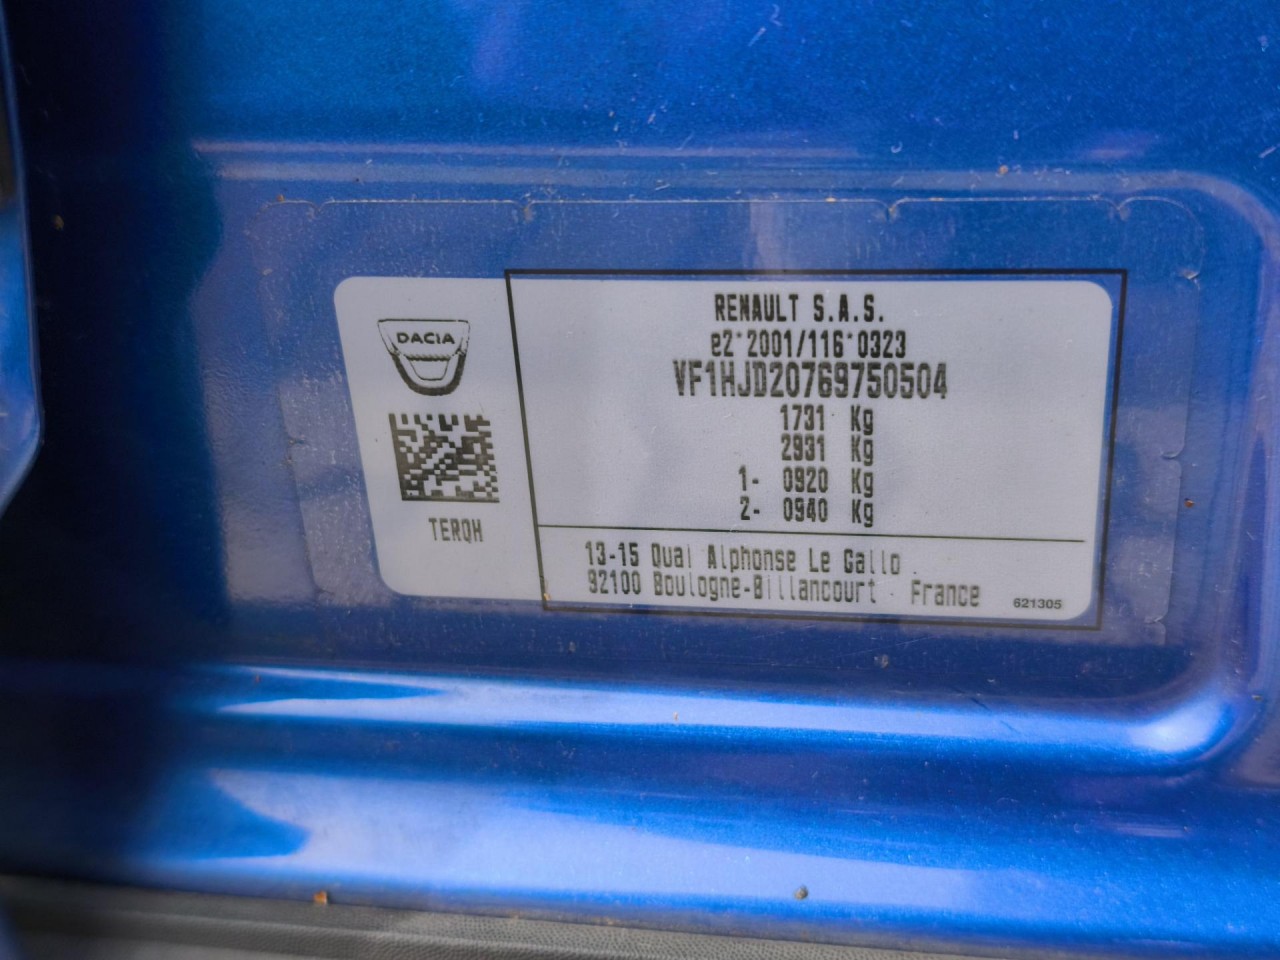 DACIA
TERQH
RENAULT S.A.S.
e2*2001/116*0323
VF1HJD20769750504
1731 Kg
2931 Kg
1- 0920 Kg
2- 0940 Kg
13-15 Quai Alphonse Le Gallo
92100 Boulogne-Billancourt France
621305